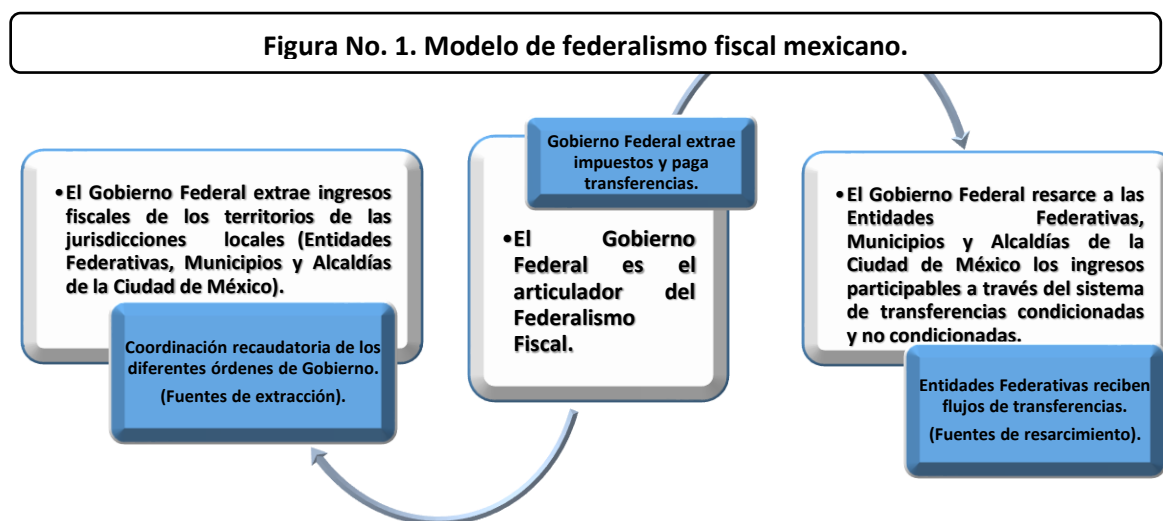 Figura No. 1. Modelo de federalismo fiscal mexicano.
•El Gobierno Federal extrae ingresos
fiscales de los territorios de las
jurisdicciones locales (Entidades
Federativas, Municipios y Alcaldías
de la Ciudad de México).
Coordinación recaudatoria de los
diferentes órdenes de Gobierno.
(Fuentes de extracción).
Gobierno Federal extrae
impuestos y paga
transferencias.
•El Gobierno
Federal es el
articulador del
Federalismo
Fiscal.
•El Gobierno Federal resarce a las
Entidades Federativas,
Municipios y Alcaldías de la
Ciudad de México los ingresos
participables a través del sistema
de transferencias condicionadas
y no condicionadas.
Entidades Federativas reciben
flujos de transferencias.
(Fuentes de resarcimiento).